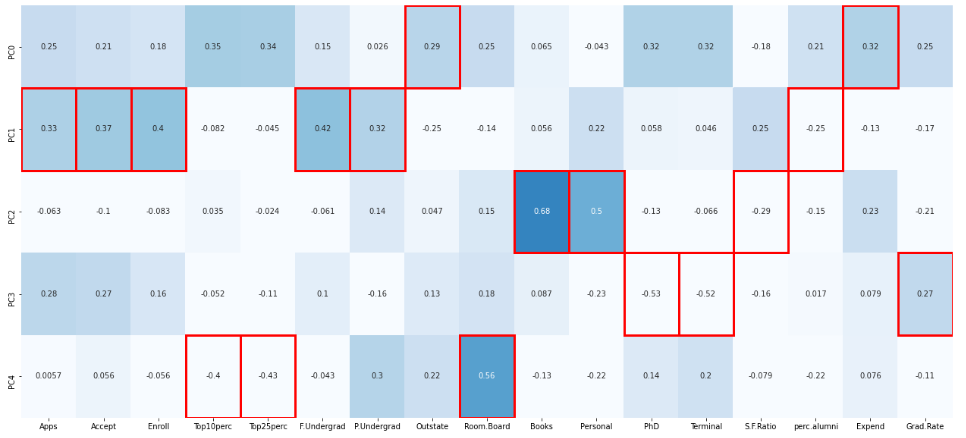 PC0 0.25 0.21 0.18 0.35 0.34 0.15 0.026 0.29 0.25 0.065 -0.043 0.32 0.32 -0.18 0.21 0.32 0.25
PC1 0.33 0.37 0.4 -0.082 -0.045 0.42 0.32 -0.25 -0.14 0.056 0.22 0.058 0.046 0.25 -0.25 -0.13 -0.17
PC2 -0.063 -0.1 -0.083 0.035 -0.024 -0.061 0.14 0.047 0.15 0.68 0.5 -0.13 -0.066 -0.29 -0.15 0.23 -0.21
PC3 0.28 0.27 0.16 -0.052 -0.11 0.1 -0.16 0.13 0.18 0.087 -0.23 -0.53 -0.52 -0.16 0.017 0.079 0.27
PC4 0.0057 0.056 -0.056 -0.4 -0.43 -0.043 0.3 0.22 0.56 -0.13 -0.22 0.14 0.2 -0.079 -0.22 0.076 -0.11
Apps Accept Enroll Top10perc Top25perc F.Undergrad P.Undergrad Outstate Room.Board Books Personal PhD Terminal S.F.Ratio perc.alumni Expend Grad.Rate